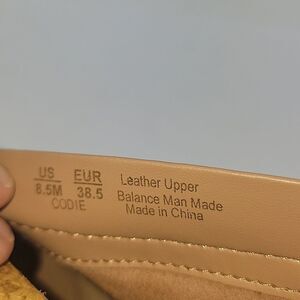 US EUR Leather Upper
8.5M 38.5 Balance Man Made
CODIE Made in China